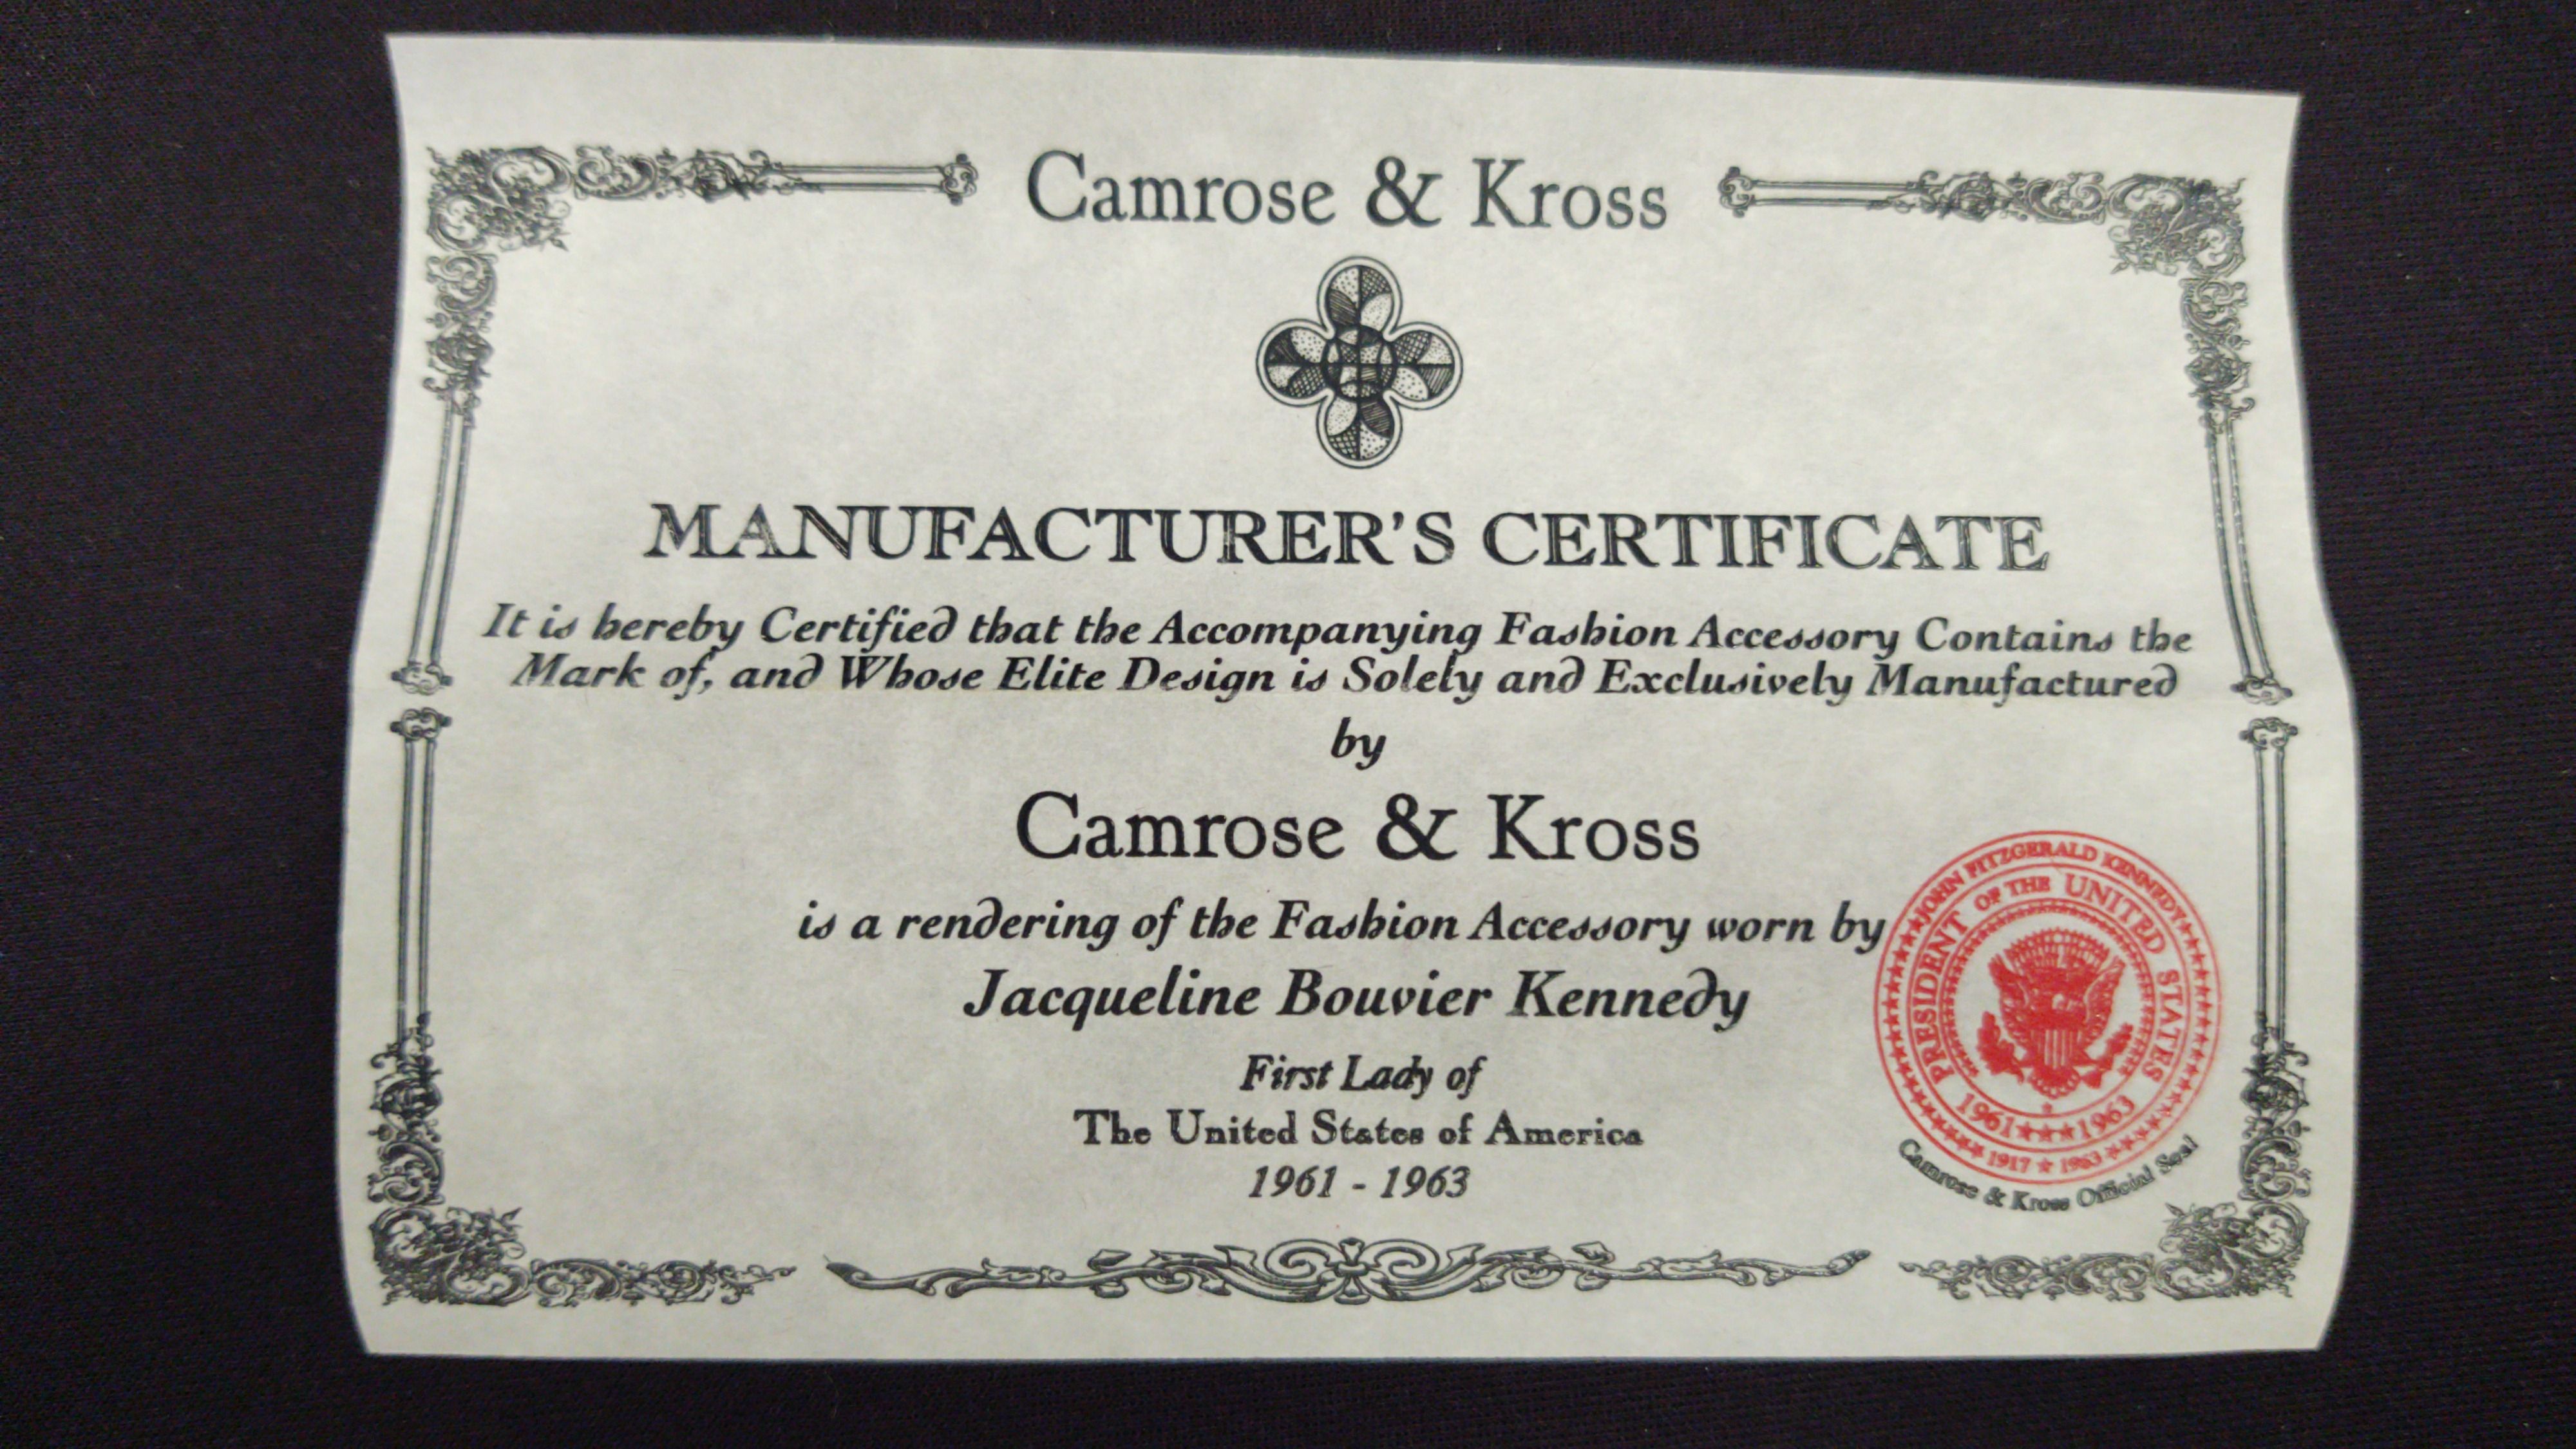 Camrose & Kross
MANUFACTURER'S CERTIFICATE
It is hereby Certified that the Accompanying Fashion Accessory Contains the
Mark of, and Whose Elite Design is Solely and Exclusively Manufactured
by
Camrose & Kross
is a rendering of the Fashion Accessory worn by
Jacqueline Bouvier Kennedy
First Lady of
The United States of America
1961 - 1963
JOHN FITZGERALD KENNEDY
PRESIDENT OF THE UNITED STATES
1961 ★★★ 1963
1917 ★ 1963
Camrose & Kross Official Seal